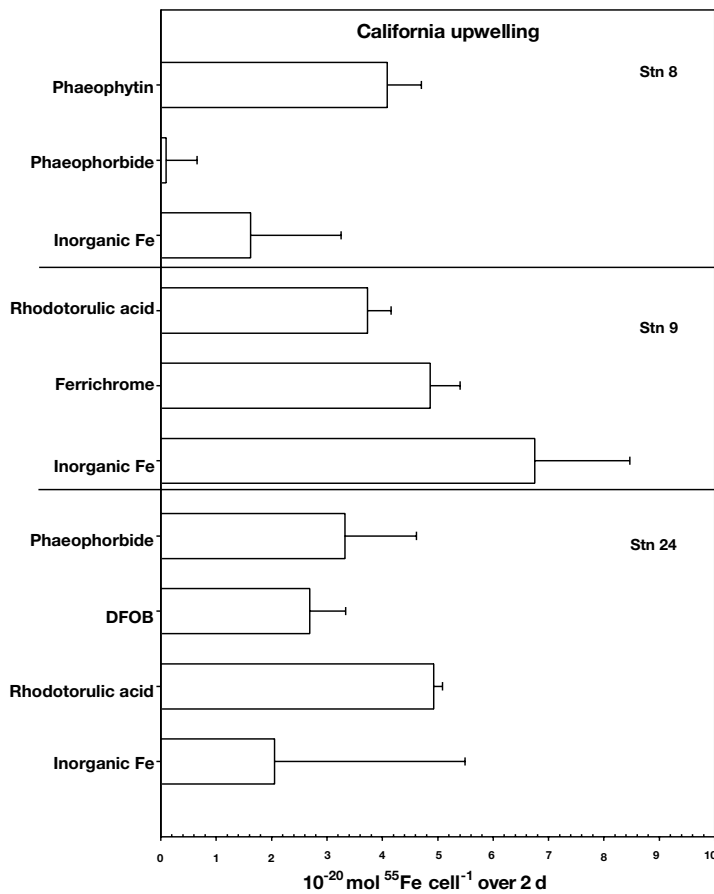 California upwelling
Stn 8
Phaeophytin
Phaeophorbide
Inorganic Fe
Rhodotorulic acid
Stn 9
Ferrichrome
Inorganic Fe
Phaeophorbide
Stn 24
DFOB
Rhodotorulic acid
Inorganic Fe
0 1 2 3 4 5 6 7 8 9 10
10⁻²⁰ mol ⁵⁵Fe cell⁻¹ over 2 d